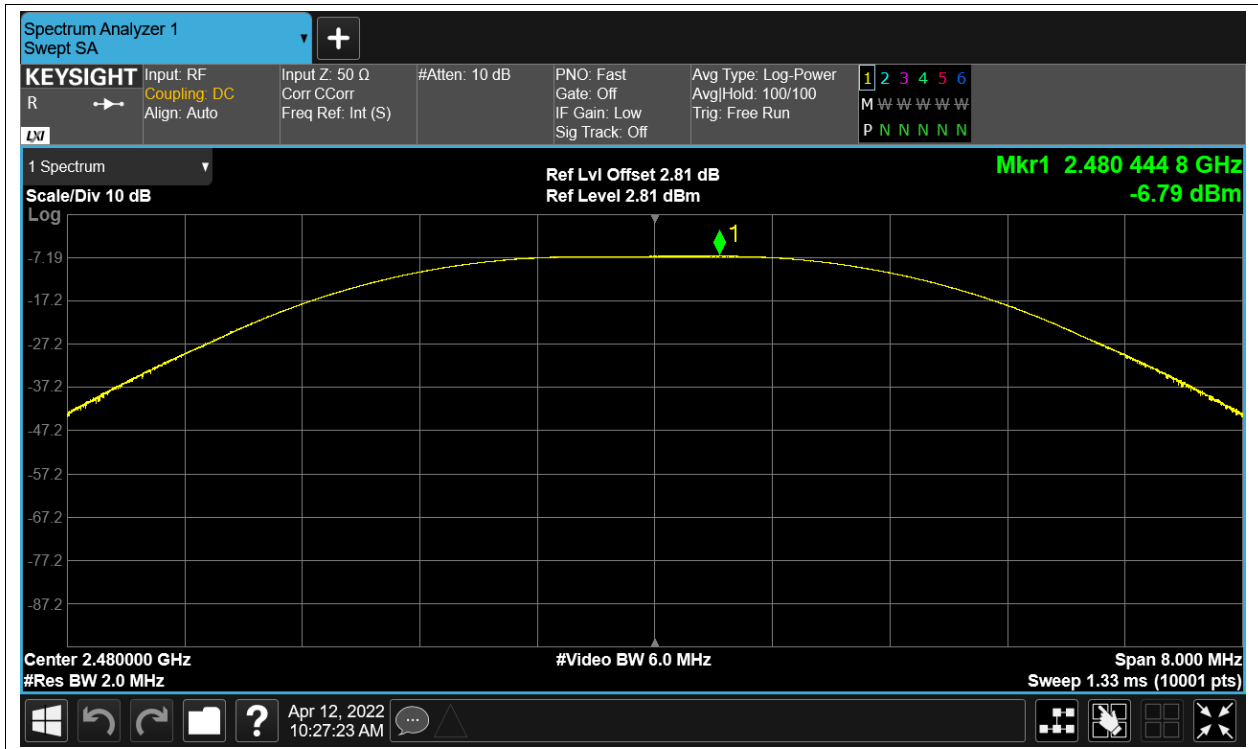 Spectrum Analyzer 1
Swept SA
+
KEYSIGHT
R
LXI
Input: RF
Coupling: DC
Align: Auto
Input Z: 50 Ω
Corr CCorr
Freq Ref: Int (S)
#Atten: 10 dB
PNO: Fast
Gate: Off
IF Gain: Low
Sig Track: Off
Avg Type: Log-Power
Avg|Hold: 100/100
Trig: Free Run
1 2 3 4 5 6
M W W W W W
P N N N N N
1 Spectrum
Scale/Div 10 dB
Ref Lvl Offset 2.81 dB
Ref Level 2.81 dBm
Mkr1 2.480 444 8 GHz
-6.79 dBm
Log
1
-7.19
-17.2
-27.2
-37.2
-47.2
-57.2
-67.2
-77.2
-87.2
Center 2.480000 GHz
#Video BW 6.0 MHz
Span 8.000 MHz
#Res BW 2.0 MHz
Sweep 1.33 ms (10001 pts)
?
Apr 12, 2022
10:27:23 AM